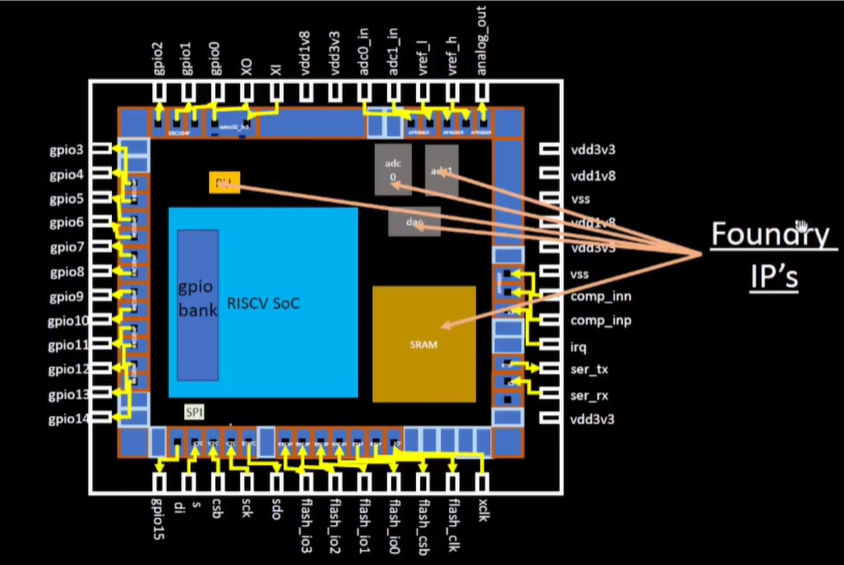 gpio2
gpio1
gpio0
XO
XI
vdd1v8
vdd3v3
adc0_in
adc1_in
vref_l
vref_h
analog_out
gpio3
gpio4
gpio5
gpio6
gpio7
gpio8
gpio9
gpio10
gpio11
gpio12
gpio13
gpio14
adc
0
adc1
dac
gpio
bank
RISCV SoC
SRAM
SPI
vdd3v3
vdd1v8
vss
vdd1v8
vdd3v3
vss
comp_inn
comp_inp
irq
ser_tx
ser_rx
vdd3v3
Foundry
IP's
gpio15
di
s
csb
sck
sdo
flash_io3
flash_io2
flash_io1
flash_io0
flash_csb
flash_clk
xclk